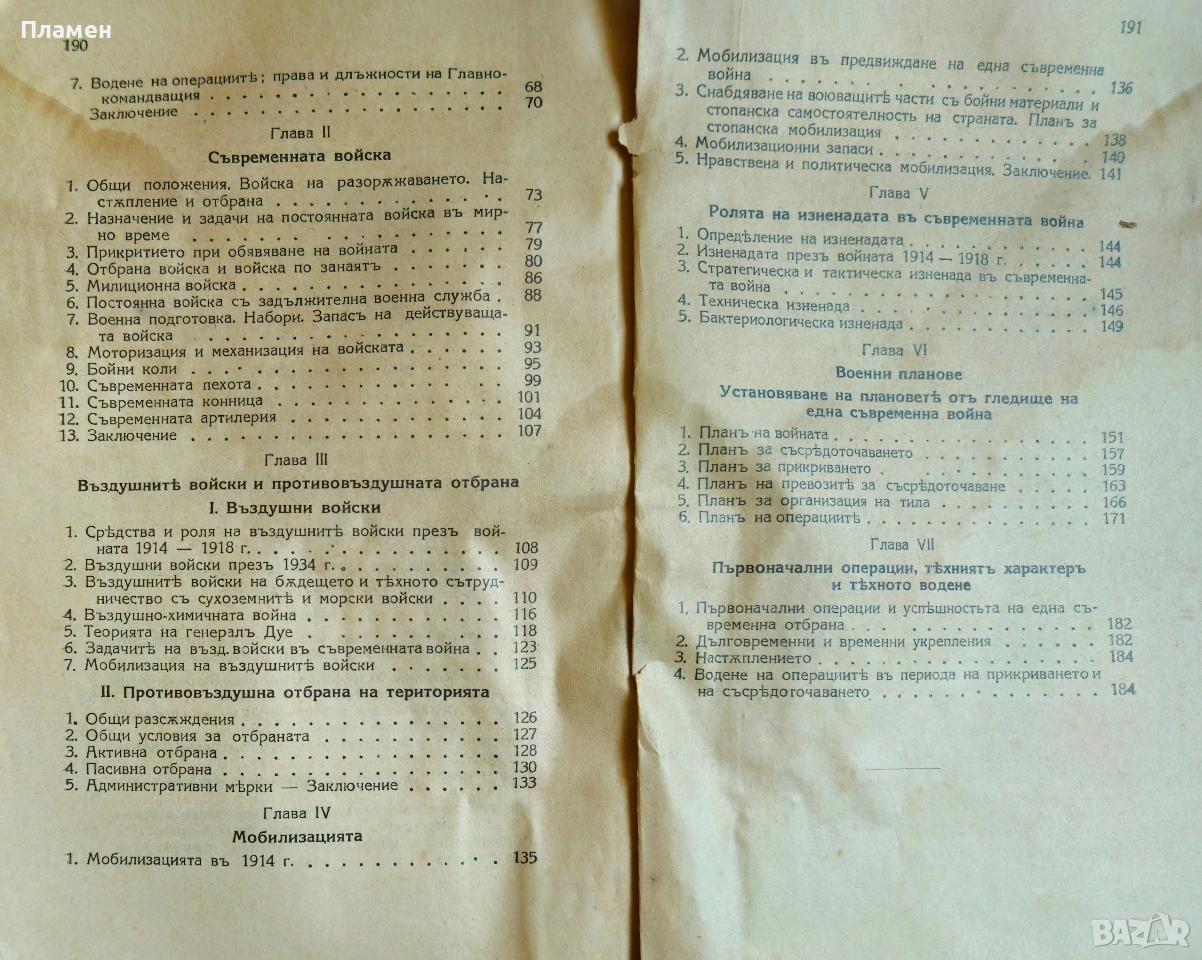 Пламен
190
7. Водене на операциитѣ; права и длъжности на Главно-
командващия . . . . . . . . . . . . . . . . 68
Заключение . . . . . . . . . . . . . . . . . 70
Глава II
Съвременната войска
1. Общи положения. Войска на разорѫжаването. На-
стѫпление и отбрана . . . . . . . . . . . . . 73
2. Назначение и задачи на постоянната войска въ мир-
но време . . . . . . . . . . . . . . . . . 77
3. Прикритието при обявяване на войната . . . . . . 79
4. Отбрана войска и войска по занаятъ . . . . . . . 80
5. Милиционна войска . . . . . . . . . . . . . . 86
6. Постоянна войска съ задължителна военна служба . 88
7. Военна подготовка. Набори. Запасъ на действуваща-
та войска . . . . . . . . . . . . . . . . . 91
8. Моторизация и механизация на войската . . . . . . 93
9. Бойни коли . . . . . . . . . . . . . . . . . 95
10. Съвременната пехота . . . . . . . . . . . . . 99
11. Съвременната конница . . . . . . . . . . . . . 101
12. Съвременната артилерия . . . . . . . . . . . . 104
13. Заключение . . . . . . . . . . . . . . . . . 107
Глава III
Въздушнитѣ войски и противовъздушната отбрана
I. Въздушни войски
1. Срѣдства и роля на въздушнитѣ войски презъ вой-
ната 1914 — 1918 г. . . . . . . . . . . . . . . 108
2. Въздушни войски презъ 1934 г. . . . . . . . . . 109
3. Въздушнитѣ войски на бѫдещето и тѣхното сътруд-
ничество съ сухоземнитѣ и морски войски . . . . 110
4. Въздушно-химичната война . . . . . . . . . . . 116
5. Теорията на генералъ Дуе . . . . . . . . . . . 118
6. Задачитѣ на възд. войски въ съвременната война . . 123
7. Мобилизация на въздушнитѣ войски . . . . . . . 125
II. Противовъздушна отбрана на територията
1. Общи разсѫждения . . . . . . . . . . . . . . 126
2. Общи условия за отбраната . . . . . . . . . . . 127
3. Активна отбрана . . . . . . . . . . . . . . . 128
4. Пасивна отбрана . . . . . . . . . . . . . . . 130
5. Административни мѣрки — Заключение . . . . . . 133
Глава IV
Мобилизацията
1. Мобилизацията въ 1914 г. . . . . . . . . . . . 135
191
2. Мобилизация въ предвиждане на една съвременна
война . . . . . . . . . . . . . . . . . . 136
3. Снабдяване на воюващитѣ части съ бойни материали и
стопанска самостоятелность на страната. Планъ за
стопанска мобилизация . . . . . . . . . . . . 138
4. Мобилизационни запаси . . . . . . . . . . . . . 140
5. Нравствена и политическа мобилизация. Заключение. 141
Глава V
Ролята на изненадата въ съвременната война
1. Опредѣление на изненадата . . . . . . . . . . . 144
2. Изненадата презъ войната 1914 — 1918 г. . . . . . 144
3. Стратегическа и тактическа изненада въ съвременна-
та война . . . . . . . . . . . . . . . . . 145
4. Техническа изненада . . . . . . . . . . . . . . 146
5. Бактериологическа изненада . . . . . . . . . . . 149
Глава VI
Военни планове
Установяване на плановетѣ отъ гледище на
една съвременна война
1. Планъ на войната . . . . . . . . . . . . . . . 151
2. Планъ за съсрѣдоточаването . . . . . . . . . . . 157
3. Планъ за прикриването . . . . . . . . . . . . . 159
4. Планъ на превозитѣ за съсрѣдоточаване . . . . . 163
5. Планъ за организация на тила . . . . . . . . . . 166
6. Планъ на операциитѣ . . . . . . . . . . . . . . 171
Глава VII
Първоначални операции, тѣхниятъ характеръ
и тѣхното водене
1. Първоначални операции и успѣшностьта на една съ-
временна отбрана . . . . . . . . . . . . . . 182
2. Дълговременни и временни укрепления . . . . . . 182
3. Настѫплението . . . . . . . . . . . . . . . . 184
4. Водене на операциитѣ въ периода на прикриването и
на съсрѣдоточаването . . . . . . . . . . . . . 184
BAZAR